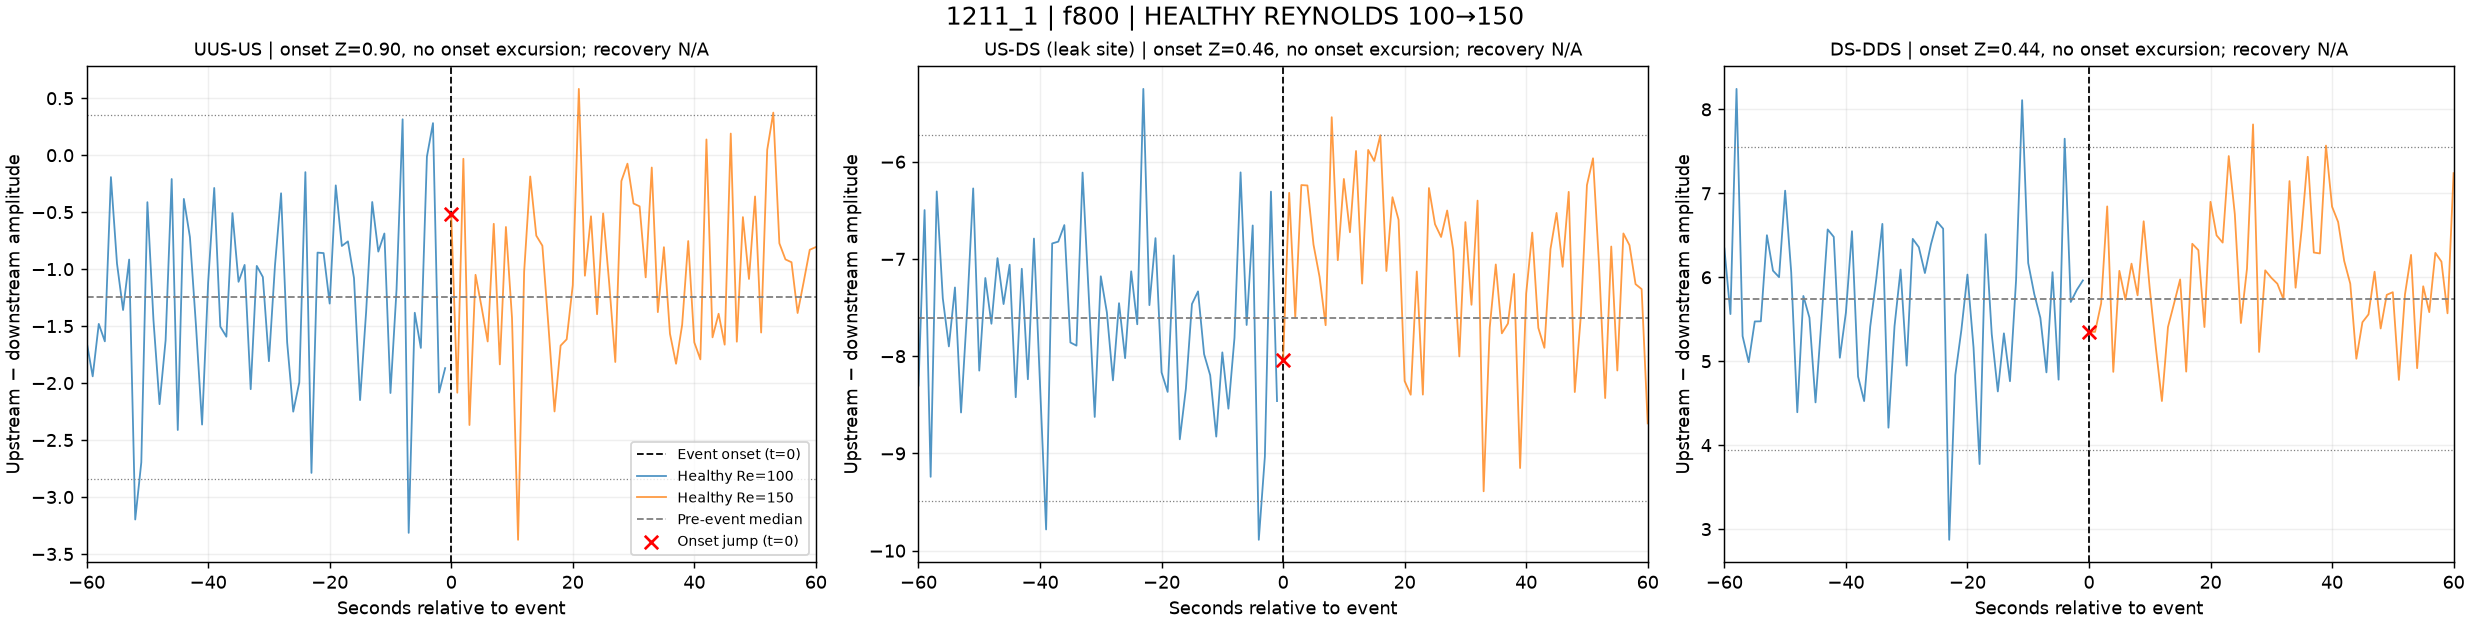 1211_1 | f800 | HEALTHY REYNOLDS 100→150
UUS-US | onset Z=0.90, no onset excursion; recovery N/A
Upstream − downstream amplitude
0.5
0.0
−0.5
−1.0
−1.5
−2.0
−2.5
−3.0
−3.5
Event onset (t=0)
Healthy Re=100
Healthy Re=150
Pre-event median
Onset jump (t=0)
−60
−40
−20
0
20
40
60
Seconds relative to event
US-DS (leak site) | onset Z=0.46, no onset excursion; recovery N/A
Upstream − downstream amplitude
−6
−7
−8
−9
−10
−60
−40
−20
0
20
40
60
Seconds relative to event
DS-DDS | onset Z=0.44, no onset excursion; recovery N/A
Upstream − downstream amplitude
8
7
6
5
4
3
−60
−40
−20
0
20
40
60
Seconds relative to event